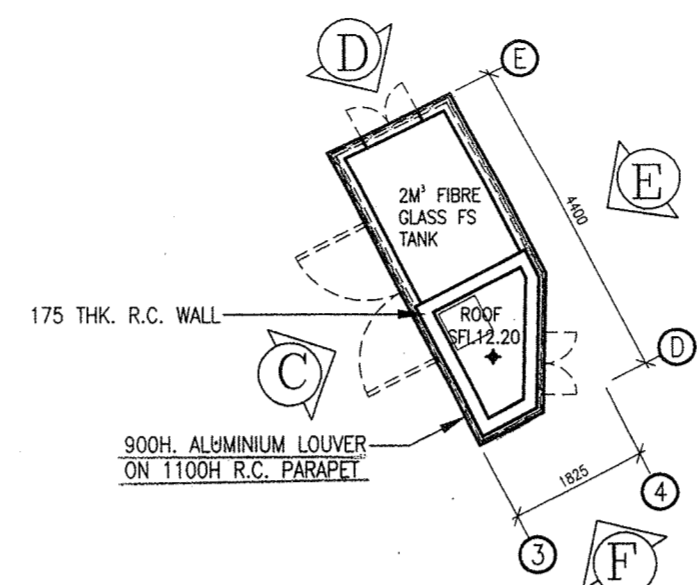 D
E
E
4400
2M³ FIBRE
GLASS FS
TANK
175 THK. R.C. WALL
ROOF
SFL12.20
D
C
900H. ALUMINIUM LOUVER
ON 1100H R.C. PARAPET
1825
4
3
F